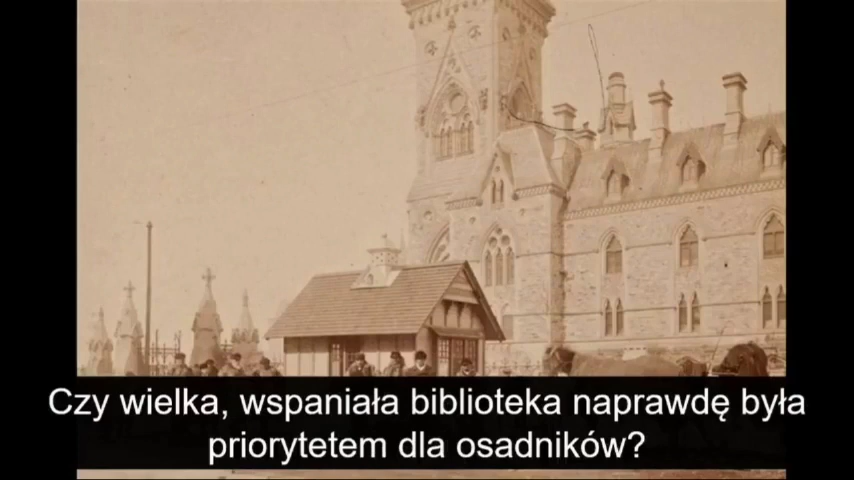 Czy wielka, wspaniała biblioteka naprawdę była
priorytetem dla osadników?